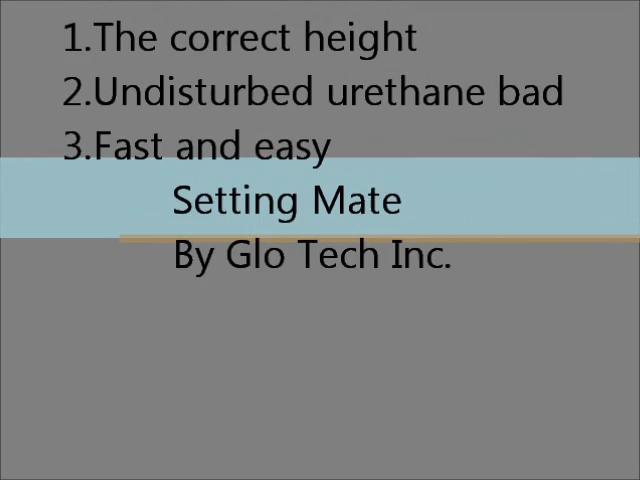 1.The correct height
2.Undisturbed urethane bad
3.Fast and easy
Setting Mate
By Glo Tech Inc.